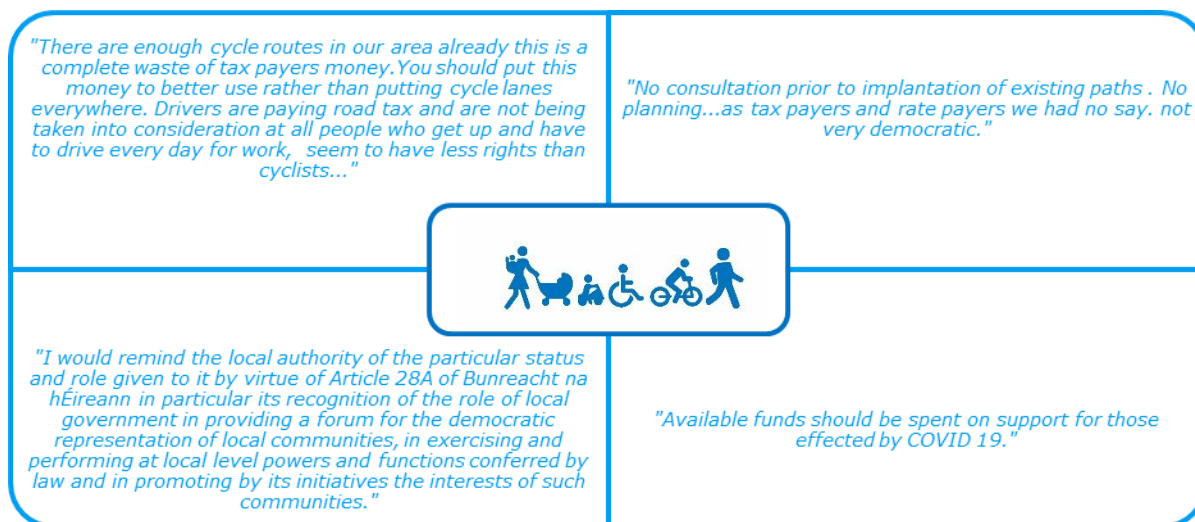 "There are enough cycle routes in our area already this is a
complete waste of tax payers money.You should put this
money to better use rather than putting cycle lanes
everywhere. Drivers are paying road tax and are not being
taken into consideration at all people who get up and have
to drive every day for work, seem to have less rights than
cyclists..."
"No consultation prior to implantation of existing paths . No
planning...as tax payers and rate payers we had no say. not
very democratic."
"I would remind the local authority of the particular status
and role given to it by virtue of Article 28A of Bunreacht na
hÉireann in particular its recognition of the role of local
government in providing a forum for the democratic
representation of local communities, in exercising and
performing at local level powers and functions conferred by
law and in promoting by its initiatives the interests of such
communities."
"Available funds should be spent on support for those
effected by COVID 19."